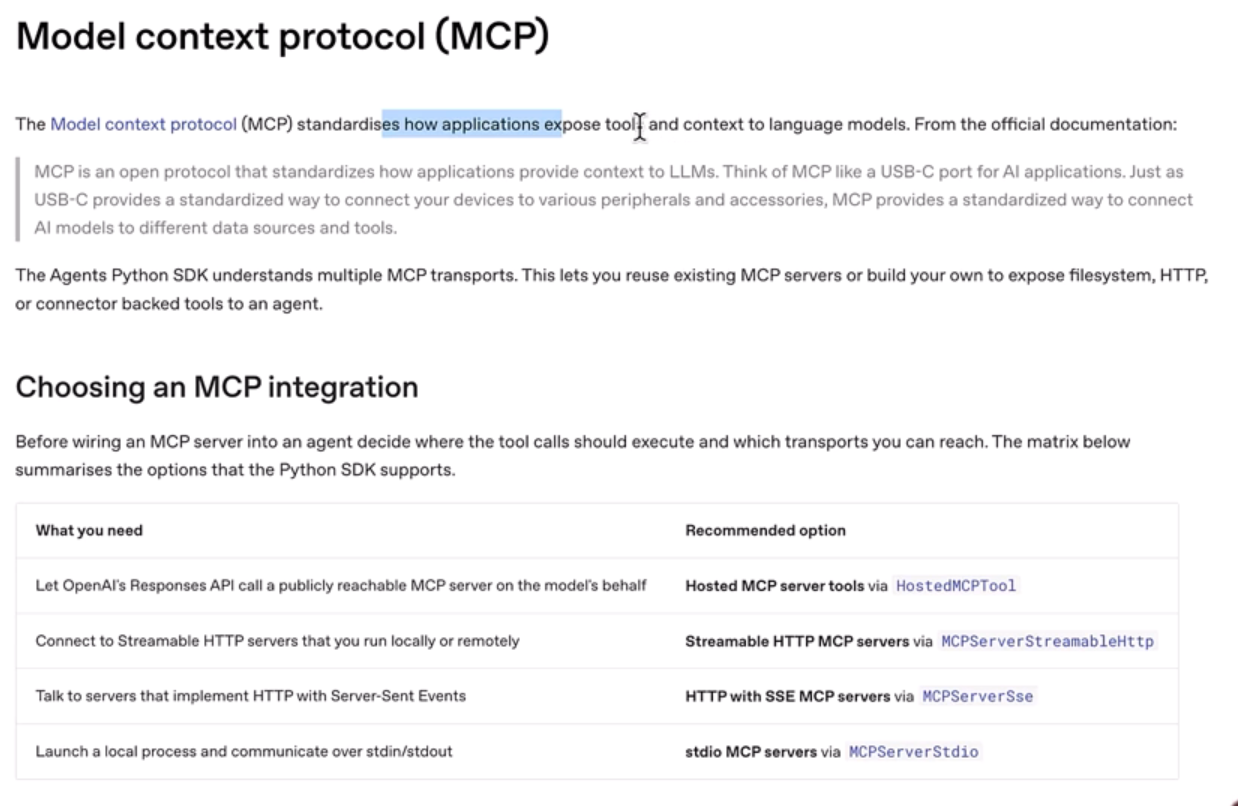 Model context protocol (MCP)
The Model context protocol (MCP) standardises how applications expose tools and context to language models. From the official documentation:
MCP is an open protocol that standardizes how applications provide context to LLMs. Think of MCP like a USB-C port for AI applications. Just as
USB-C provides a standardized way to connect your devices to various peripherals and accessories, MCP provides a standardized way to connect
AI models to different data sources and tools.
The Agents Python SDK understands multiple MCP transports. This lets you reuse existing MCP servers or build your own to expose filesystem, HTTP,
or connector backed tools to an agent.
Choosing an MCP integration
Before wiring an MCP server into an agent decide where the tool calls should execute and which transports you can reach. The matrix below
summarises the options that the Python SDK supports.
What you need Recommended option
Let OpenAI's Responses API call a publicly reachable MCP server on the model's behalf Hosted MCP server tools via HostedMCPTool
Connect to Streamable HTTP servers that you run locally or remotely Streamable HTTP MCP servers via MCPServerStreamableHttp
Talk to servers that implement HTTP with Server-Sent Events HTTP with SSE MCP servers via MCPServerSse
Launch a local process and communicate over stdin/stdout stdio MCP servers via MCPServerStdio